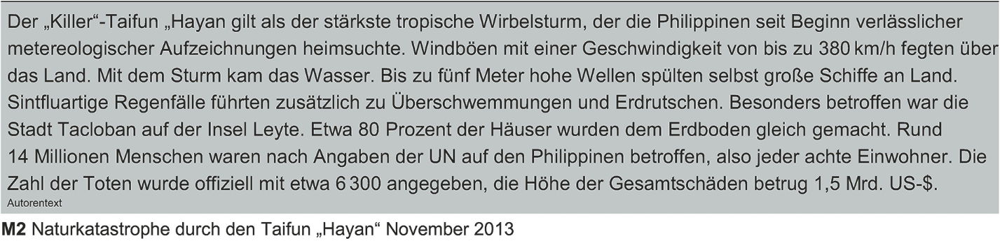 Der „Killer“-Taifun „Hayan gilt als der stärkste tropische Wirbelsturm, der die Philippinen seit Beginn verlässlicher
metereologischer Aufzeichnungen heimsuchte. Windböen mit einer Geschwindigkeit von bis zu 380 km/h fegten über
das Land. Mit dem Sturm kam das Wasser. Bis zu fünf Meter hohe Wellen spülten selbst große Schiffe an Land.
Sintfluartige Regenfälle führten zusätzlich zu Überschwemmungen und Erdrutschen. Besonders betroffen war die
Stadt Tacloban auf der Insel Leyte. Etwa 80 Prozent der Häuser wurden dem Erdboden gleich gemacht. Rund
14 Millionen Menschen waren nach Angaben der UN auf den Philippinen betroffen, also jeder achte Einwohner. Die
Zahl der Toten wurde offiziell mit etwa 6 300 angegeben, die Höhe der Gesamtschäden betrug 1,5 Mrd. US-$.
Autorentext
M2 Naturkatastrophe durch den Taifun „Hayan“ November 2013